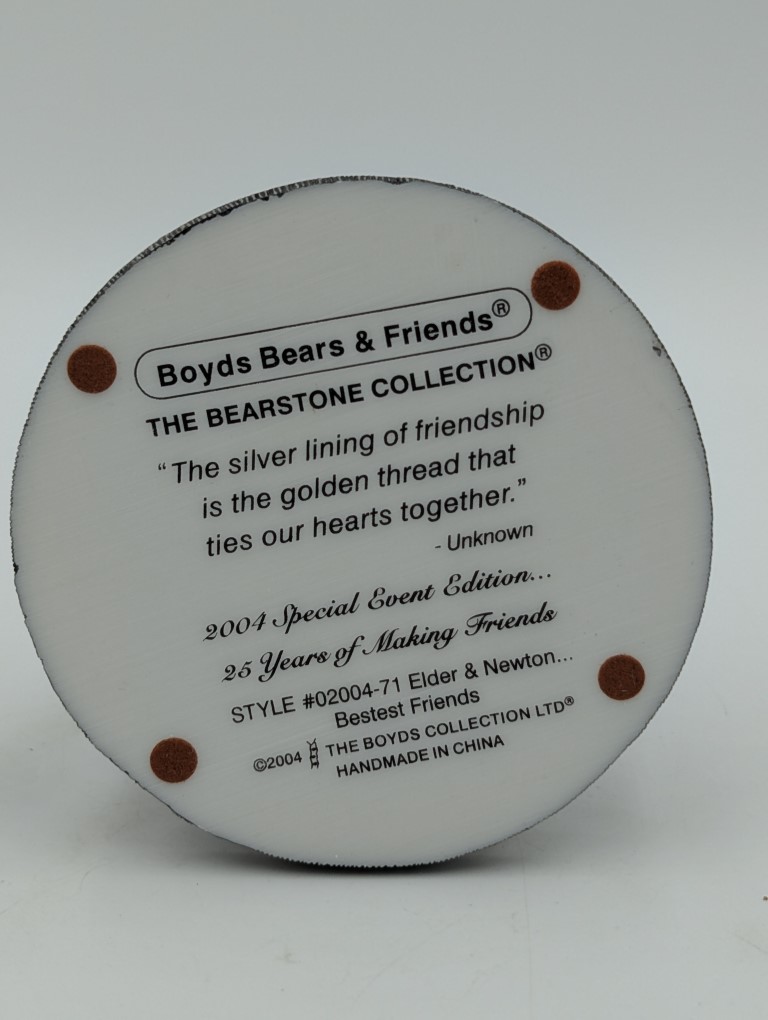 Boyds Bears & Friends®
THE BEARSTONE COLLECTION®
“The silver lining of friendship
is the golden thread that
ties our hearts together.”
- Unknown
2004 Special Event Edition...
25 Years of Making Friends
STYLE #02004-71 Elder & Newton...
Bestest Friends
©2004 THE BOYDS COLLECTION LTD®
HANDMADE IN CHINA